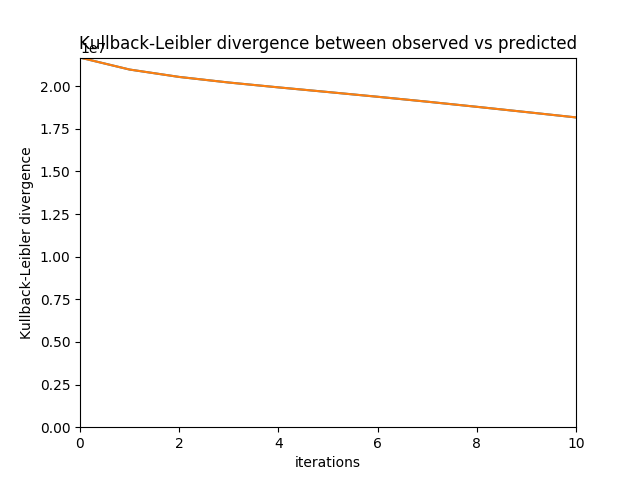 Kullback-Leibler divergence between observed vs predicted
1e7
2.00
1.75
1.50
1.25
1.00
0.75
0.50
0.25
0.00
Kullback-Leibler divergence
0 2 4 6 8 10
iterations